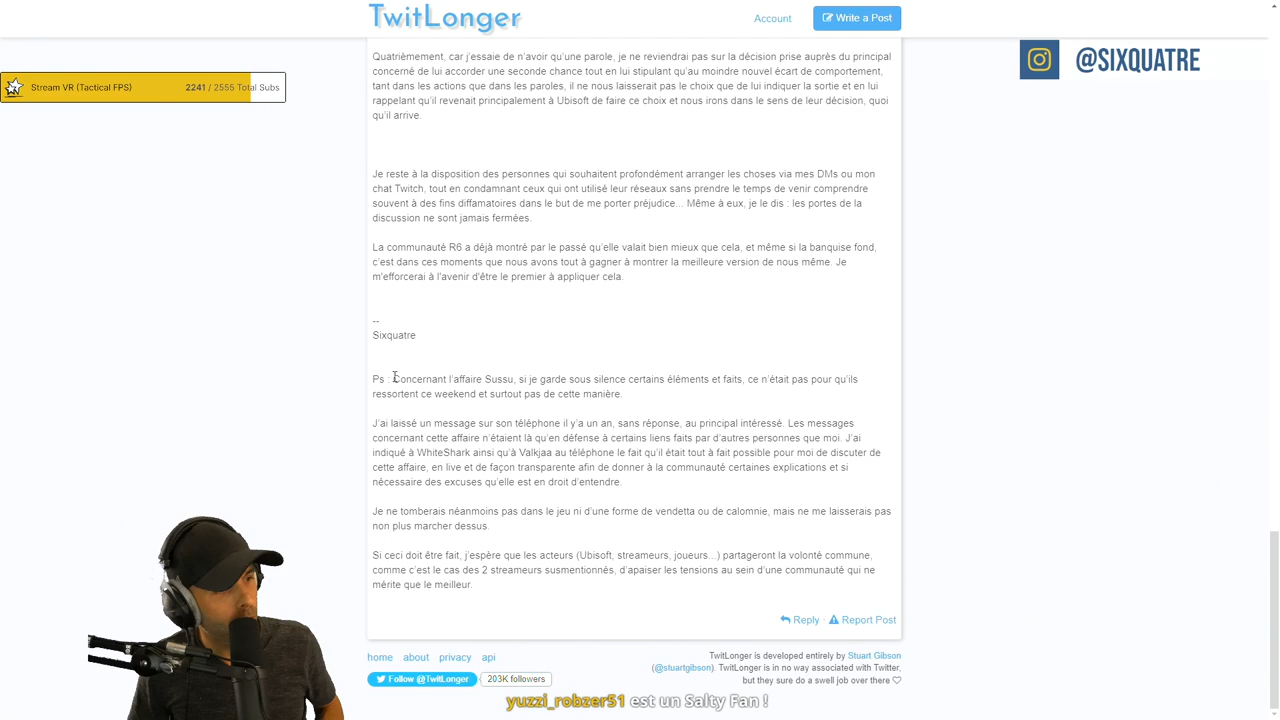 TwitLonger
Account
Write a Post
@SIXQUATRE
Stream VR (Tactical FPS)
2241 / 2555 Total Subs
Quatrièmement, car j'essaie de n'avoir qu'une parole, je ne reviendrai pas sur la décision prise auprès du principal
concerné de lui accorder une seconde chance tout en lui stipulant qu'au moindre nouvel écart de comportement,
tant dans les actions que dans les paroles, il ne nous laisserait pas le choix que de lui indiquer la sortie et en lui
rappelant qu'il revenait principalement à Ubisoft de faire ce choix et nous irons dans le sens de leur décision, quoi
qu'il arrive.
Je reste à la disposition des personnes qui souhaitent profondément arranger les choses via mes DMs ou mon
chat Twitch, tout en condamnant ceux qui ont utilisé leur réseaux sans prendre le temps de venir comprendre
souvent à des fins diffamatoires dans le but de me porter préjudice... Même à eux, je le dis : les portes de la
discussion ne sont jamais fermées.
La communauté R6 a déjà montré par le passé qu'elle valait bien mieux que cela, et même si la banquise fond,
c'est dans ces moments que nous avons tout à gagner à montrer la meilleure version de nous même. Je
m'efforcerai à l'avenir d'être le premier à appliquer cela.
--
Sixquatre
Ps : Concernant l'affaire Sussu, si je garde sous silence certains éléments et faits, ce n'était pas pour qu'ils
ressortent ce weekend et surtout pas de cette manière.
J'ai laissé un message sur son téléphone il y'a un an, sans réponse, au principal intéressé. Les messages
concernant cette affaire n'étaient là qu'en défense à certains liens faits par d'autres personnes que moi. J'ai
indiqué à WhiteShark ainsi qu'à Valkjaa au téléphone le fait qu'il était tout à fait possible pour moi de discuter de
cette affaire, en live et de façon transparente afin de donner à la communauté certaines explications et si
nécessaire des excuses qu'elle est en droit d'entendre.
Je ne tomberais néanmoins pas dans le jeu ni d'une forme de vendetta ou de calomnie, mais ne me laisserais pas
non plus marcher dessus.
Si ceci doit être fait, j'espère que les acteurs (Ubisoft, streameurs, joueurs...) partageront la volonté commune,
comme c'est le cas des 2 streameurs susmentionnés, d'apaiser les tensions au sein d'une communauté qui ne
mérite que le meilleur.
Reply · Report Post
home about privacy api
Follow @TwitLonger 203K followers
TwitLonger is developed entirely by Stuart Gibson
(@stuartgibson). TwitLonger is in no way associated with Twitter,
but they sure do a swell job over there
yuzzi_robzer51 est un Salty Fan !